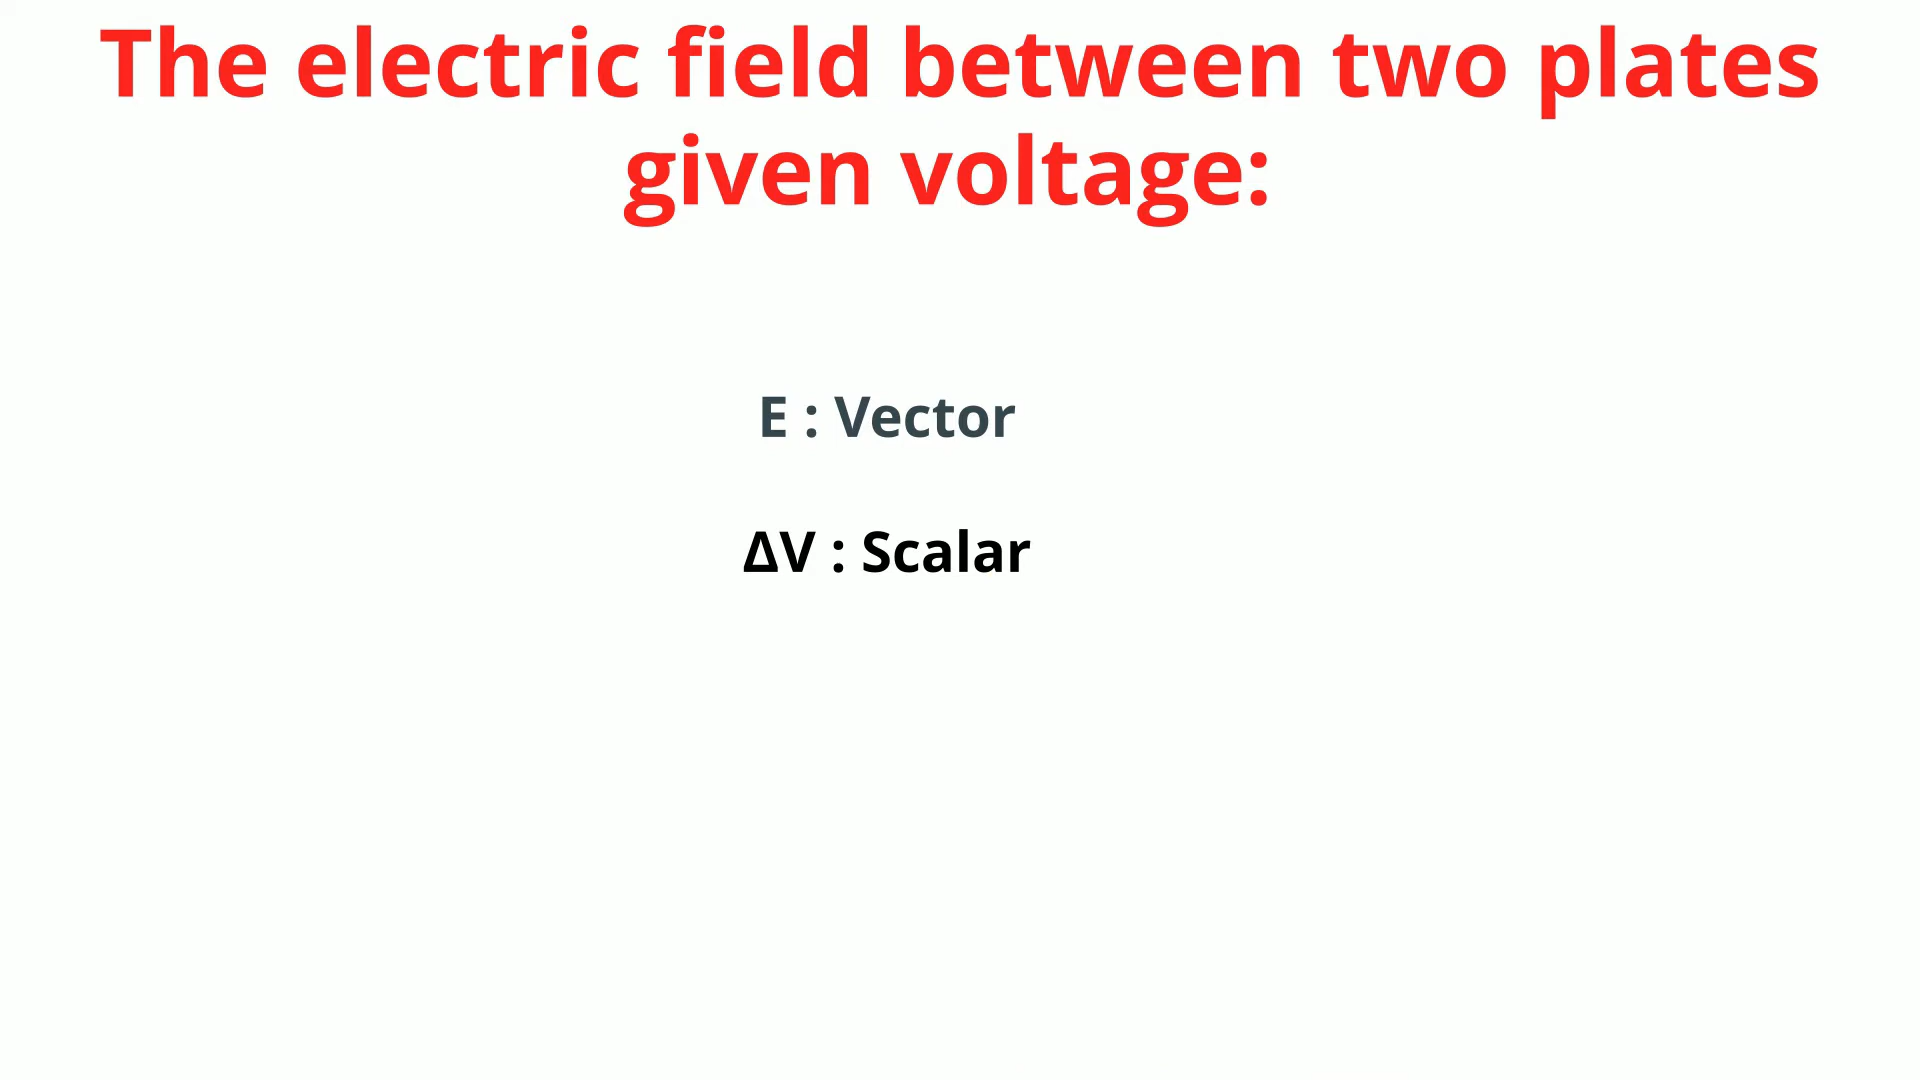 The electric field between two plates
given voltage:
E : Vector
ΔV : Scalar